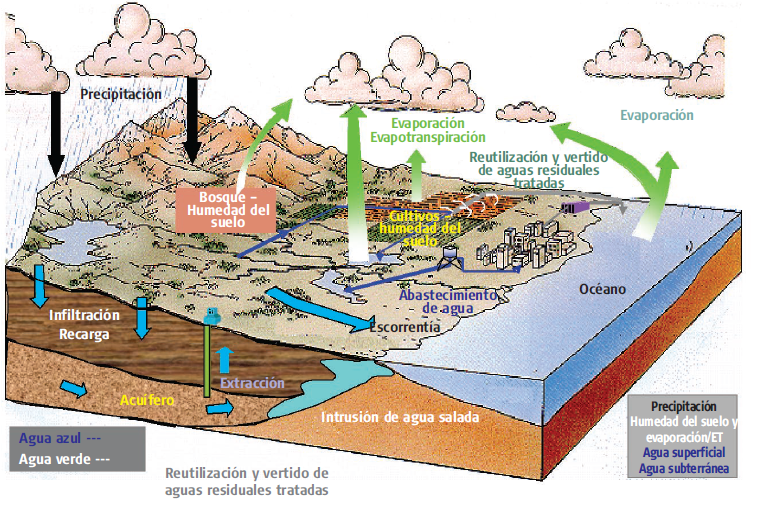 Precipitación
Evaporación
Evaporación
Evapotranspiración
Reutilización y vertido
de aguas residuales
tratadas
Bosque –
Humedad del
suelo
Cultivos –
humedad del
suelo
Océano
Abastecimiento
de agua
Escorrentía
Infiltración
Recarga
Extracción
Acuífero
Intrusión de agua salada
Precipitación
Humedad del suelo y
evaporación/ET
Agua superficial
Agua subterránea
Agua azul ---
Agua verde ---
Reutilización y vertido de
aguas residuales tratadas